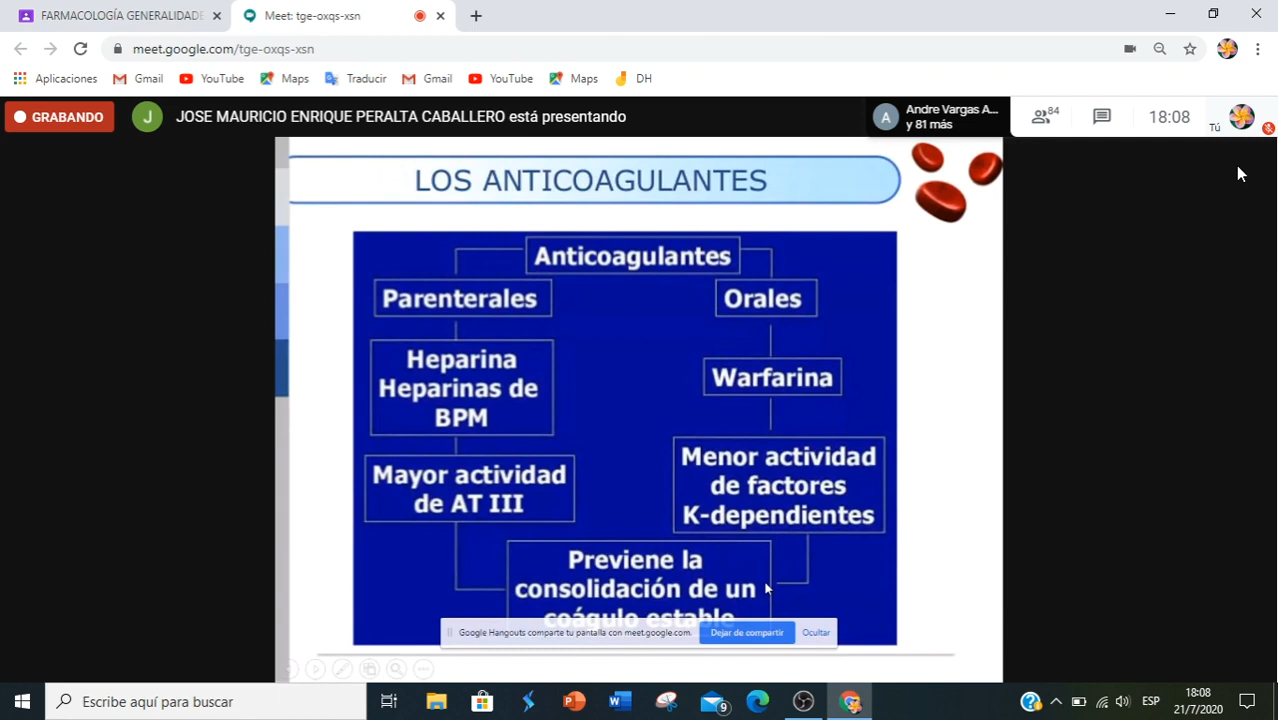 FARMACOLOGÍA GENERALIDADE
Meet: tge-oxqs-xsn
meet.google.com/tge-oxqs-xsn
Aplicaciones Gmail YouTube Maps Traducir Gmail YouTube Maps DH
GRABANDO
J
JOSE MAURICIO ENRIQUE PERALTA CABALLERO está presentando
A
Andre Vargas A...
y 81 más
84
18:08
Tú
LOS ANTICOAGULANTES
Anticoagulantes
Parenterales
Orales
Heparina
Heparinas de
BPM
Warfarina
Mayor actividad
de AT III
Menor actividad
de factores
K-dependientes
Previene la
consolidación de un
coágulo estable
Google Hangouts comparte tu pantalla con meet.google.com.
Dejar de compartir
Ocultar
Escribe aquí para buscar
9
ESP
18:08
21/7/2020